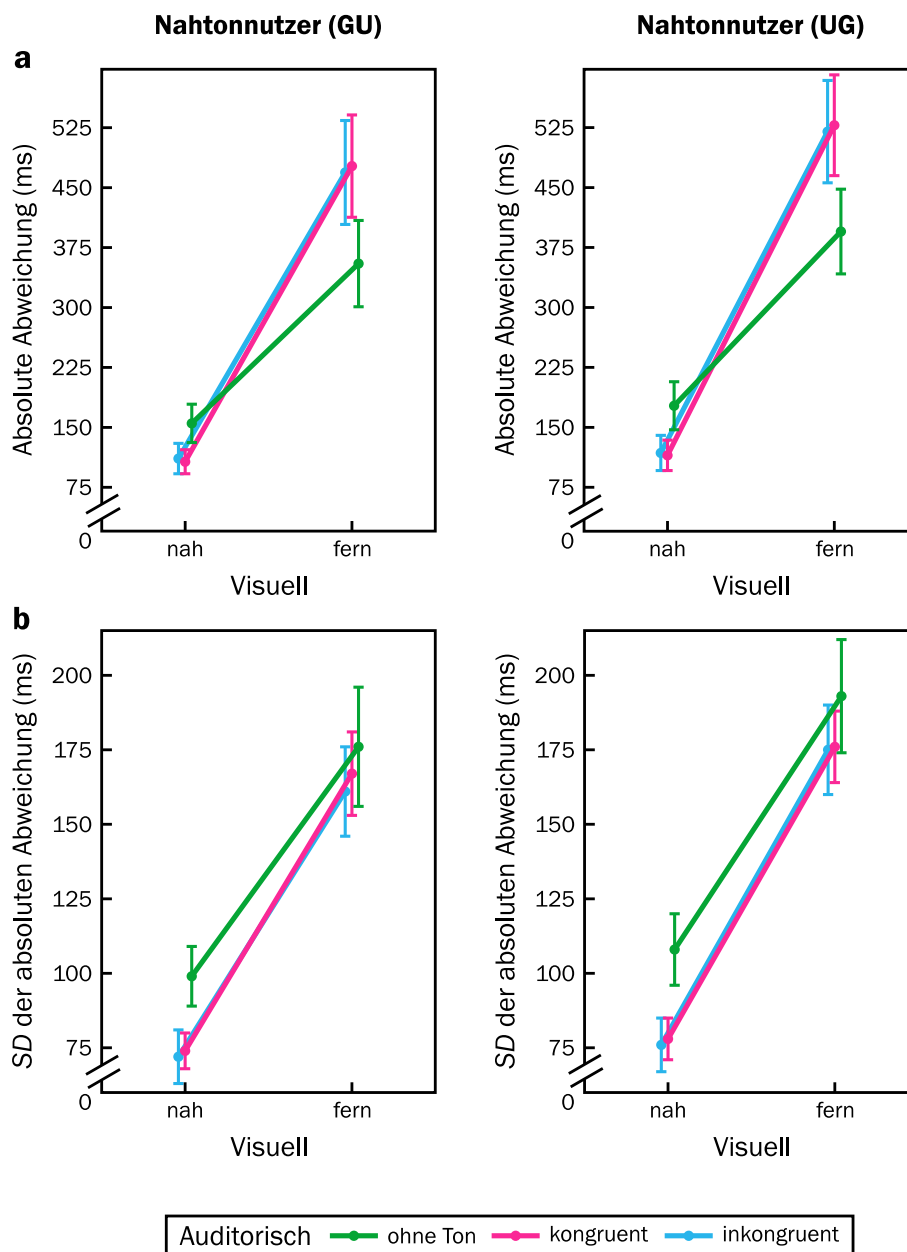 Nahtonnutzer (GU)
Nahtonnutzer (UG)
a
Absolute Abweichung (ms)
525
450
375
300
225
150
75
0
nah
fern
Visuell
Absolute Abweichung (ms)
525
450
375
300
225
150
75
0
nah
fern
Visuell
b
SD der absoluten Abweichung (ms)
200
175
150
125
100
75
0
nah
fern
Visuell
SD der absoluten Abweichung (ms)
200
175
150
125
100
75
0
nah
fern
Visuell
Auditorisch ohne Ton kongruent inkongruent